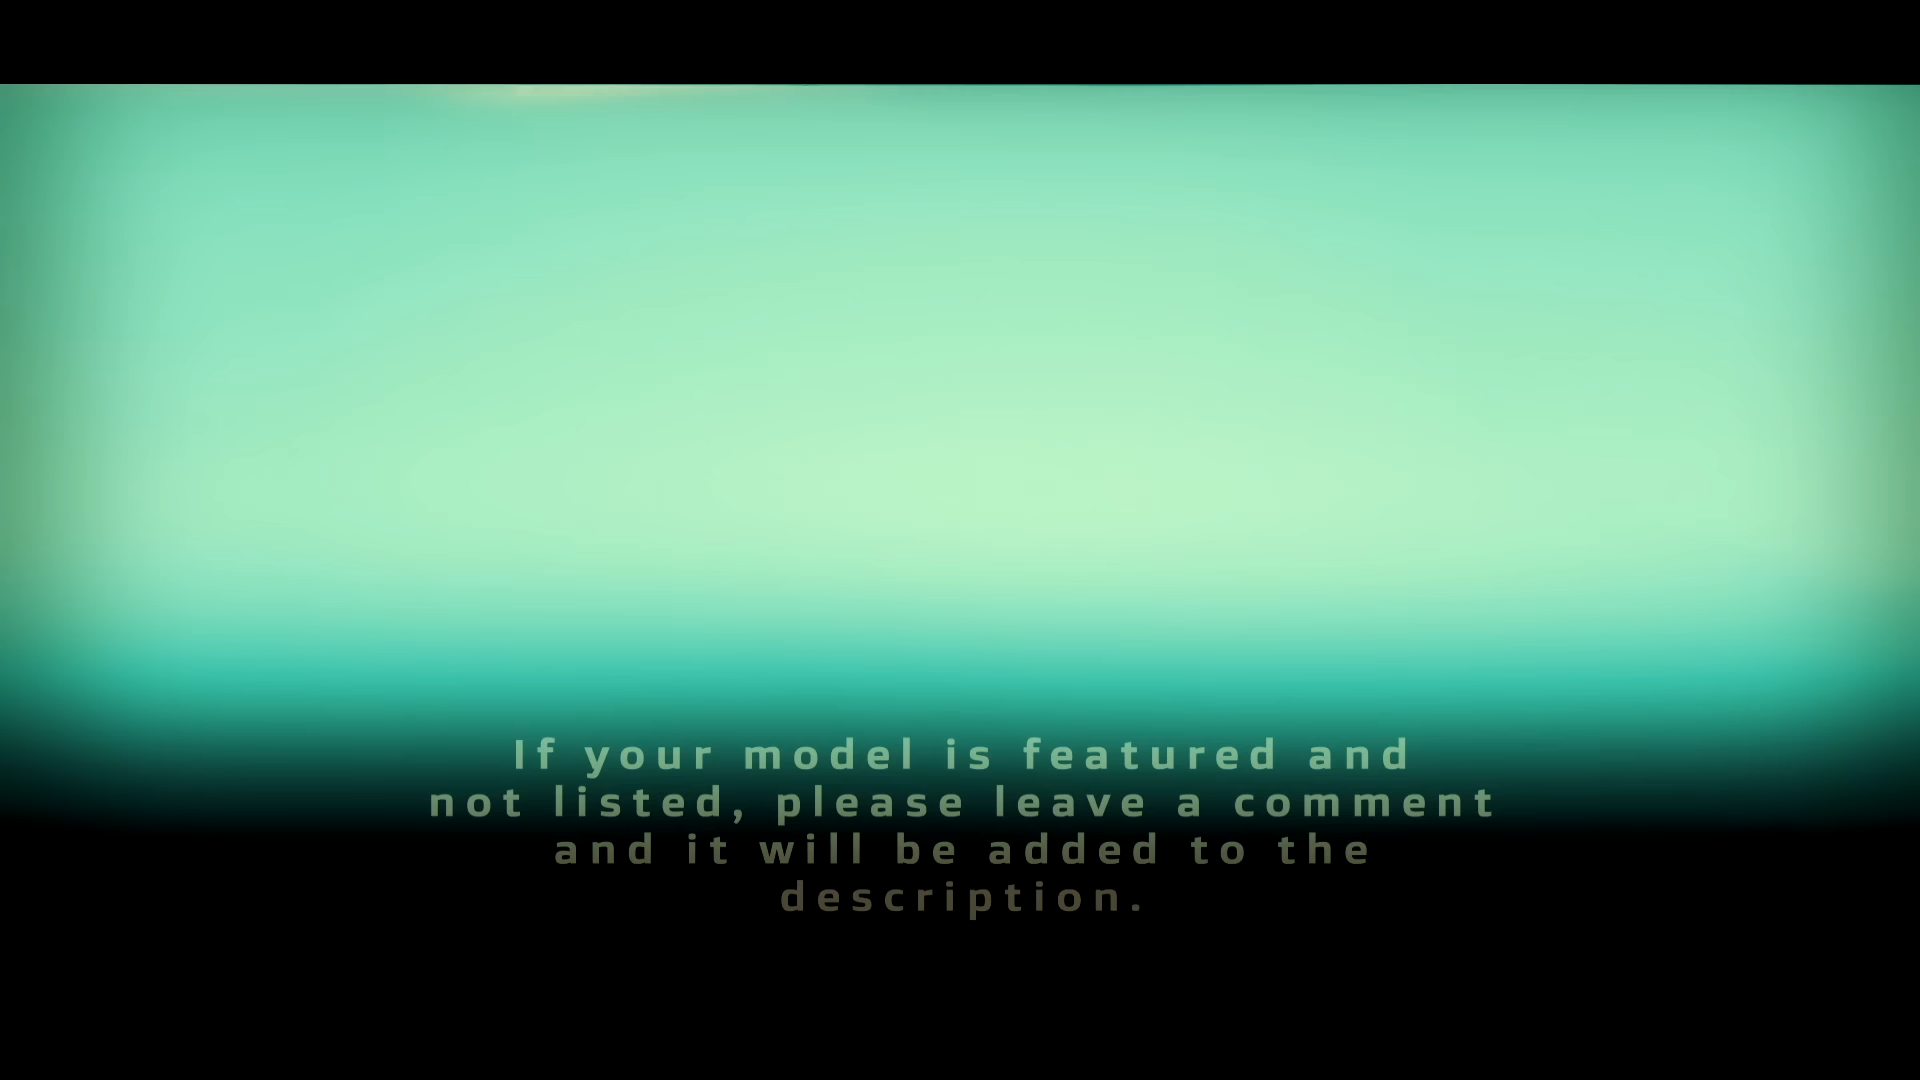 If your model is featured and
not listed, please leave a comment
and it will be added to the
description.